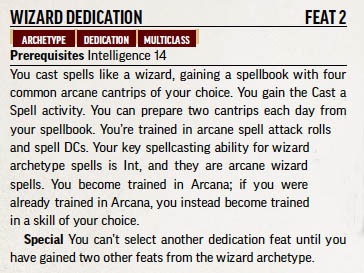 WIZARD DEDICATION FEAT 2
ARCHETYPE DEDICATION MULTICLASS
Prerequisites Intelligence 14
You cast spells like a wizard, gaining a spellbook with four
common arcane cantrips of your choice. You gain the Cast a
Spell activity. You can prepare two cantrips each day from
your spellbook. You're trained in arcane spell attack rolls
and spell DCs. Your key spellcasting ability for wizard
archetype spells is Int, and they are arcane wizard
spells. You become trained in Arcana; if you were
already trained in Arcana, you instead become trained
in a skill of your choice.
Special You can't select another dedication feat until you
have gained two other feats from the wizard archetype.